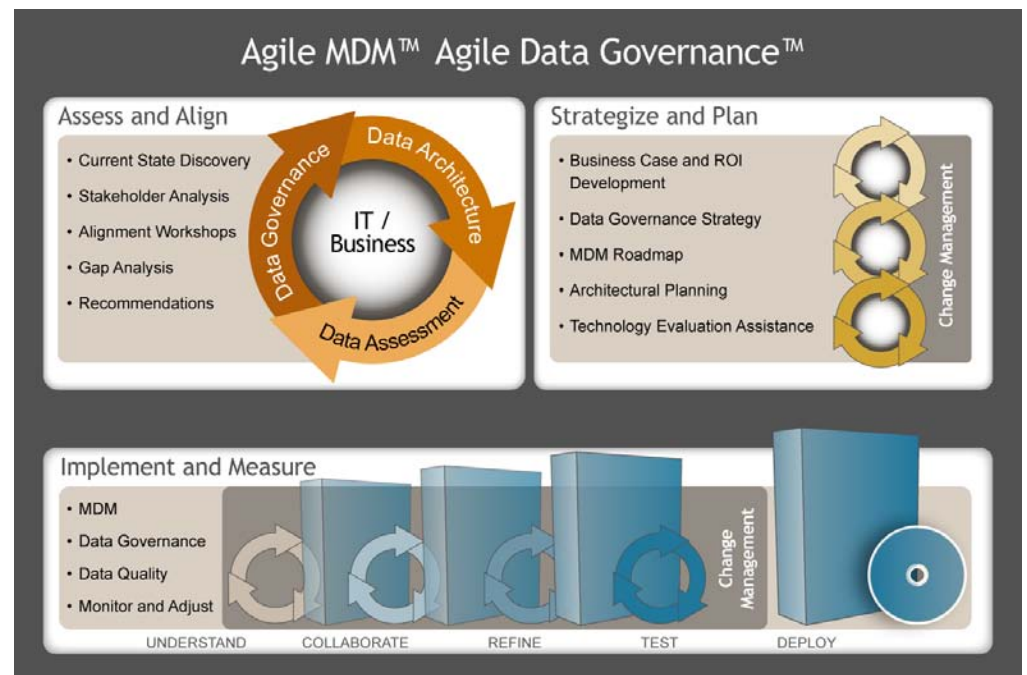 Agile MDM™ Agile Data Governance™
Assess and Align
• Current State Discovery
• Stakeholder Analysis
• Alignment Workshops
• Gap Analysis
• Recommendations
Data Governance
Data Architecture
Data Assessment
IT /
Business
Strategize and Plan
• Business Case and ROI
Development
• Data Governance Strategy
• MDM Roadmap
• Architectural Planning
• Technology Evaluation Assistance
Change Management
Implement and Measure
• MDM
• Data Governance
• Data Quality
• Monitor and Adjust
Change
Management
UNDERSTAND COLLABORATE REFINE TEST DEPLOY